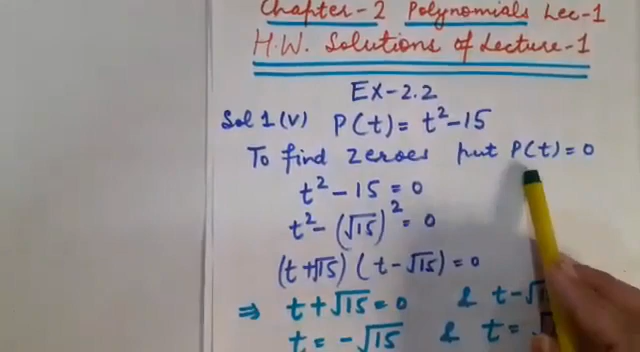 Chapter-2 Polynomials Lec-1
H.W. Solutions of Lecture-1
EX-2.2
Sol 1(V) P(t) = t²-15
To find Zeroes put P(t)=0
t²-15 = 0
t²-(√15)² = 0
(t+√15)(t-√15)=0
⇒ t+√15=0 & t-
t = -√15 & t =